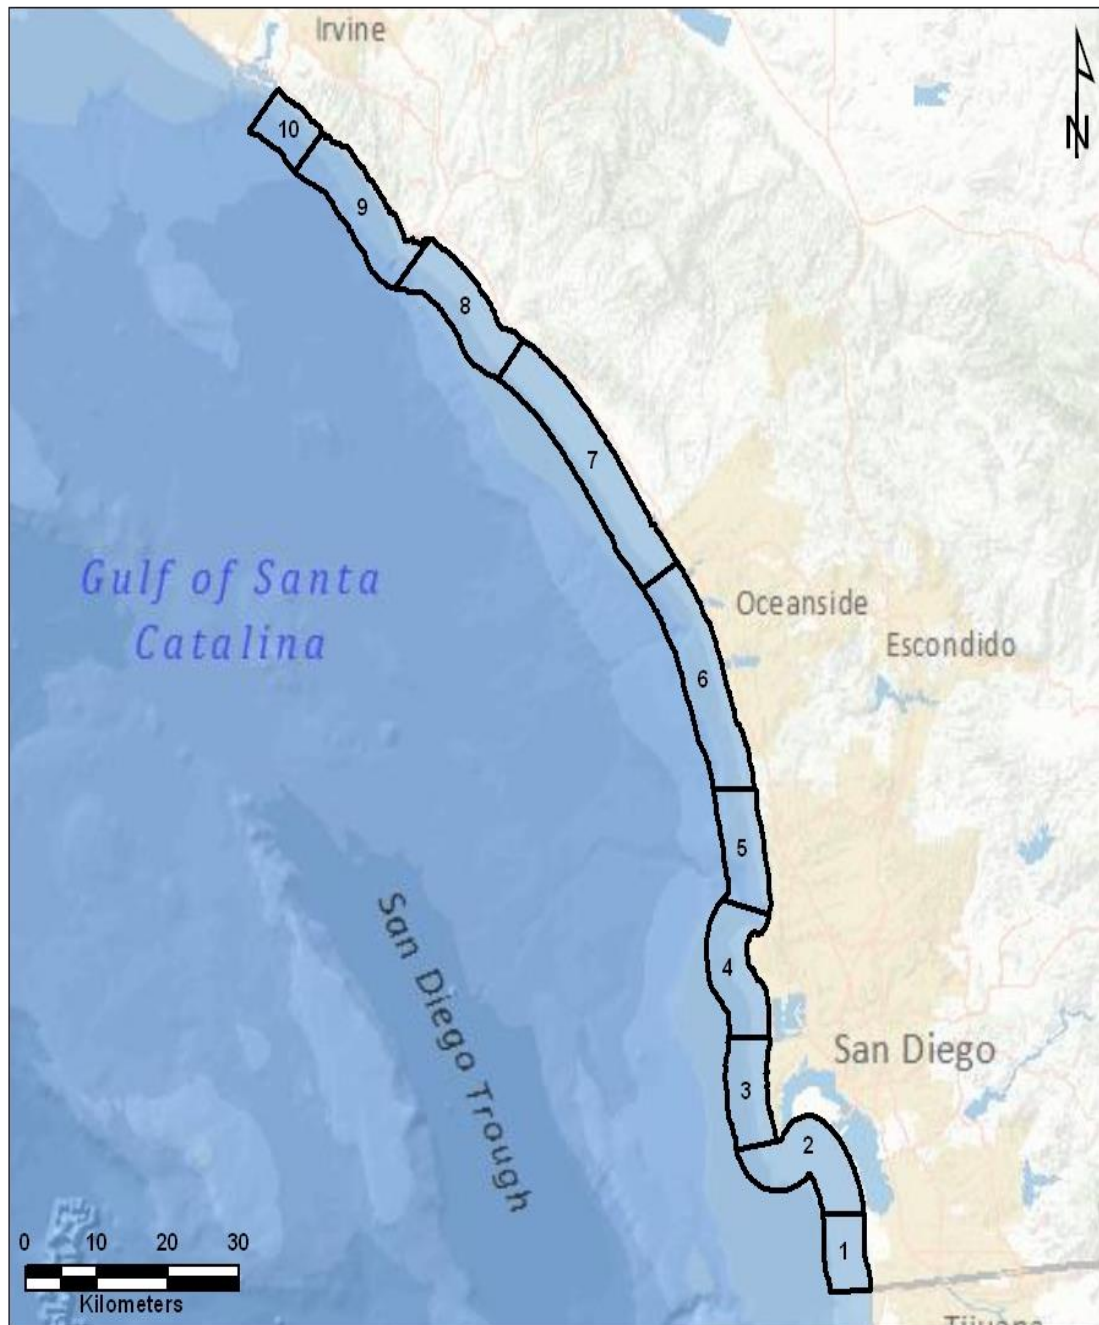 Irvine
N
10
9
8
7
Gulf of Santa
Catalina
Oceanside
Escondido
6
5
San Diego Trough
4
San Diego
3
2
1
0 10 20 30
Kilometers
Tijuana